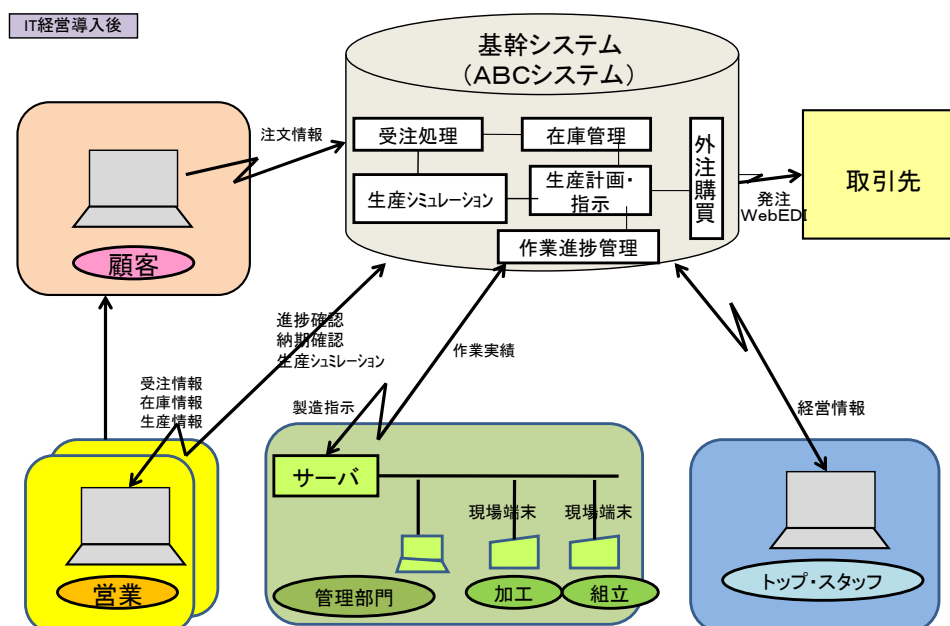 IT経営導入後
基幹システム
(ABCシステム)
注文情報
受注処理
在庫管理
外注購買
生産シミュレーション
生産計画・
指示
作業進捗管理
発注
WebEDI
取引先
顧客
進捗確認
納期確認
生産シュミレーション
作業実績
受注情報
在庫情報
生産情報
製造指示
経営情報
サーバ
現場端末
現場端末
営業
管理部門
加工
組立
トップ・スタッフ